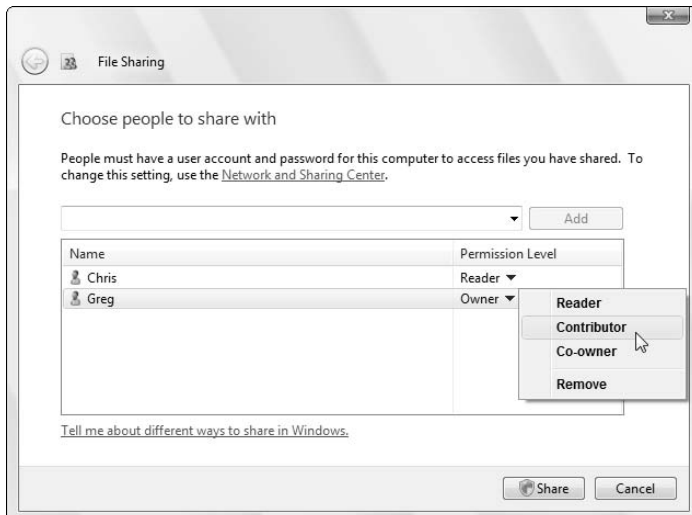 File Sharing
Choose people to share with
People must have a user account and password for this computer to access files you have shared. To
change this setting, use the Network and Sharing Center.
Add
Name Permission Level
Chris Reader
Greg Owner
Reader
Contributor
Co-owner
Remove
Tell me about different ways to share in Windows.
Share Cancel